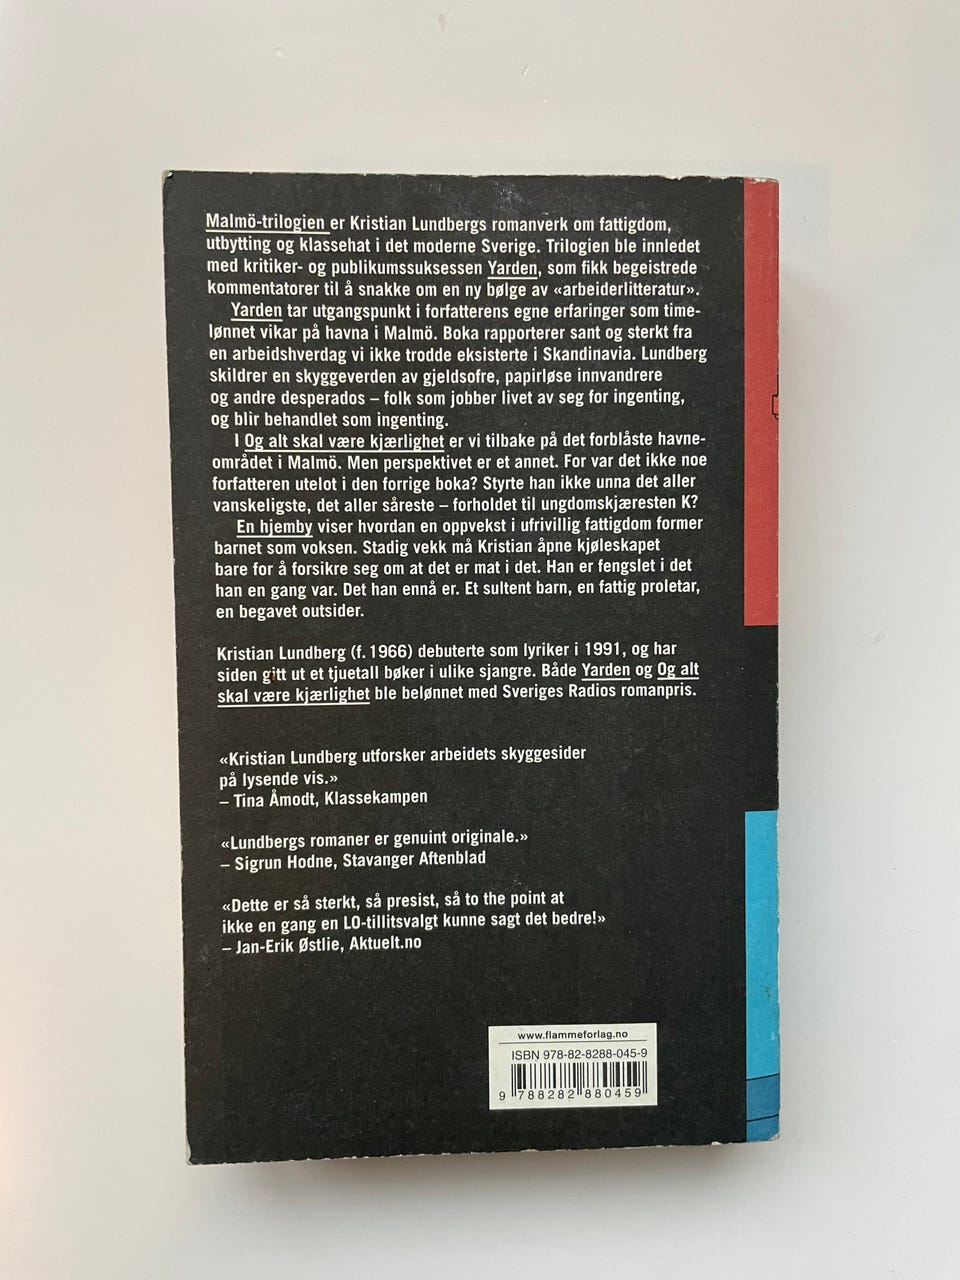 Malmö-trilogien er Kristian Lundbergs romanverk om fattigdom,
utbytting og klassehat i det moderne Sverige. Trilogien ble innledet
med kritiker- og publikumssuksessen Yarden, som fikk begeistrede
kommentatorer til å snakke om en ny bølge av «arbeiderlitteratur».
Yarden tar utgangspunkt i forfatterens egne erfaringer som time-
lønnet vikar på havna i Malmö. Boka rapporterer sant og sterkt fra
en arbeidshverdag vi ikke trodde eksisterte i Skandinavia. Lundberg
skildrer en skyggeverden av gjeldsofre, papirløse innvandrere
og andre desperados – folk som jobber livet av seg for ingenting,
og blir behandlet som ingenting.
I Og alt skal være kjærlighet er vi tilbake på det forblåste havne-
området i Malmö. Men perspektivet er et annet. For var det ikke noe
forfatteren utelot i den forrige boka? Styrte han ikke unna det aller
vanskeligste, det aller såreste – forholdet til ungdomskjæresten K?
En hjemby viser hvordan en oppvekst i ufrivillig fattigdom former
barnet som voksen. Stadig vekk må Kristian åpne kjøleskapet
bare for å forsikre seg om at det er mat i det. Han er fengslet i det
han en gang var. Det han ennå er. Et sultent barn, en fattig proletar,
en begavet outsider.
Kristian Lundberg (f. 1966) debuterte som lyriker i 1991, og har
siden gitt ut et tjuetall bøker i ulike sjangre. Både Yarden og Og alt
skal være kjærlighet ble belønnet med Sveriges Radios romanpris.
«Kristian Lundberg utforsker arbeidets skyggesider
på lysende vis.»
– Tina Åmodt, Klassekampen
«Lundbergs romaner er genuint originale.»
– Sigrun Hodne, Stavanger Aftenblad
«Dette er så sterkt, så presist, så to the point at
ikke en gang en LO-tillitsvalgt kunne sagt det bedre!»
– Jan-Erik Østlie, Aktuelt.no
www.flammeforlag.no
ISBN 978-82-8288-045-9
9 788282 880459